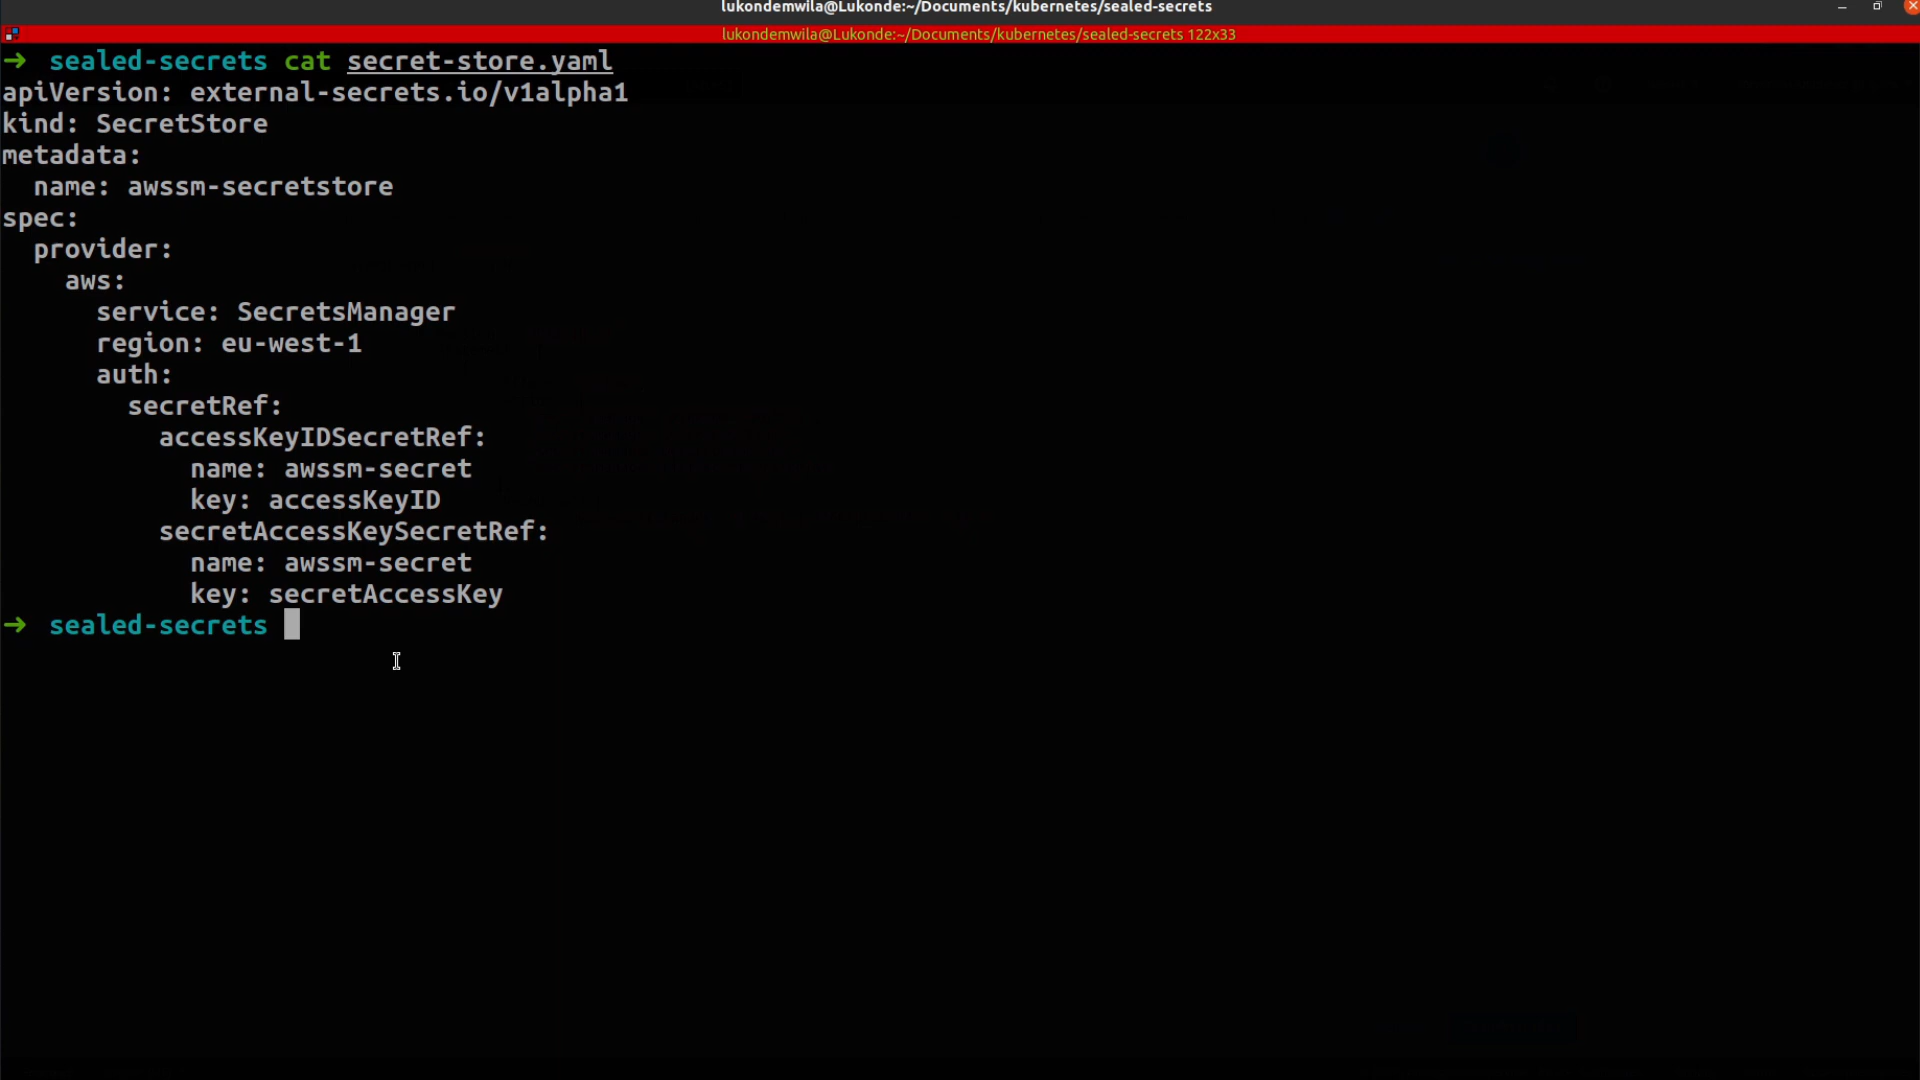 lukondemwila@Lukonde:~/Documents/kubernetes/sealed-secrets
lukondemwila@Lukonde:~/Documents/kubernetes/sealed-secrets 122x33
➜  sealed-secrets cat secret-store.yaml
apiVersion: external-secrets.io/v1alpha1
kind: SecretStore
metadata:
  name: awssm-secretstore
spec:
  provider:
    aws:
      service: SecretsManager
      region: eu-west-1
      auth:
        secretRef:
          accessKeyIDSecretRef:
            name: awssm-secret
            key: accessKeyID
          secretAccessKeySecretRef:
            name: awssm-secret
            key: secretAccessKey
➜  sealed-secrets